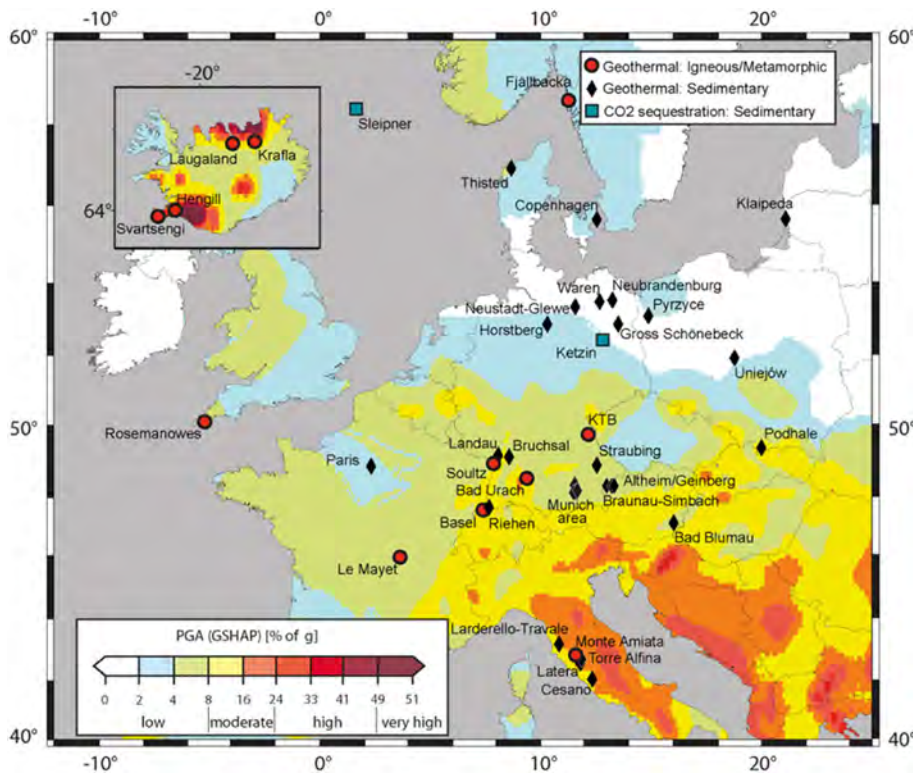 -10° 0° 10° 20°
60° 60°
-20°
Geothermal: Igneous/Metamorphic
Geothermal: Sedimentary
CO2 sequestration: Sedimentary
Fjällbacka
Sleipner
Laugaland
Krafla
Hengill
64°
Svartsengi
Thisted
Copenhagen
Klaipeda
Waren
Neubrandenburg
Neustadt-Glewe
Pyrzyce
Horstberg
Gross Schönebeck
Ketzin
Uniejów
50° 50°
Rosemanowes
KTB
Podhale
Landau
Bruchsal
Straubing
Paris
Soultz
Altheim/Geinberg
Bad Urach
Munich
area
Braunau-Simbach
Basel
Riehen
Bad Blumau
Le Mayet
PGA (GSHAP) [% of g]
0 2 4 8 16 24 33 41 49 51
low moderate high very high
Larderello-Travale
Monte Amiata
Torre Alfina
Latera
Cesano
40° 40°
-10° 0° 10° 20°